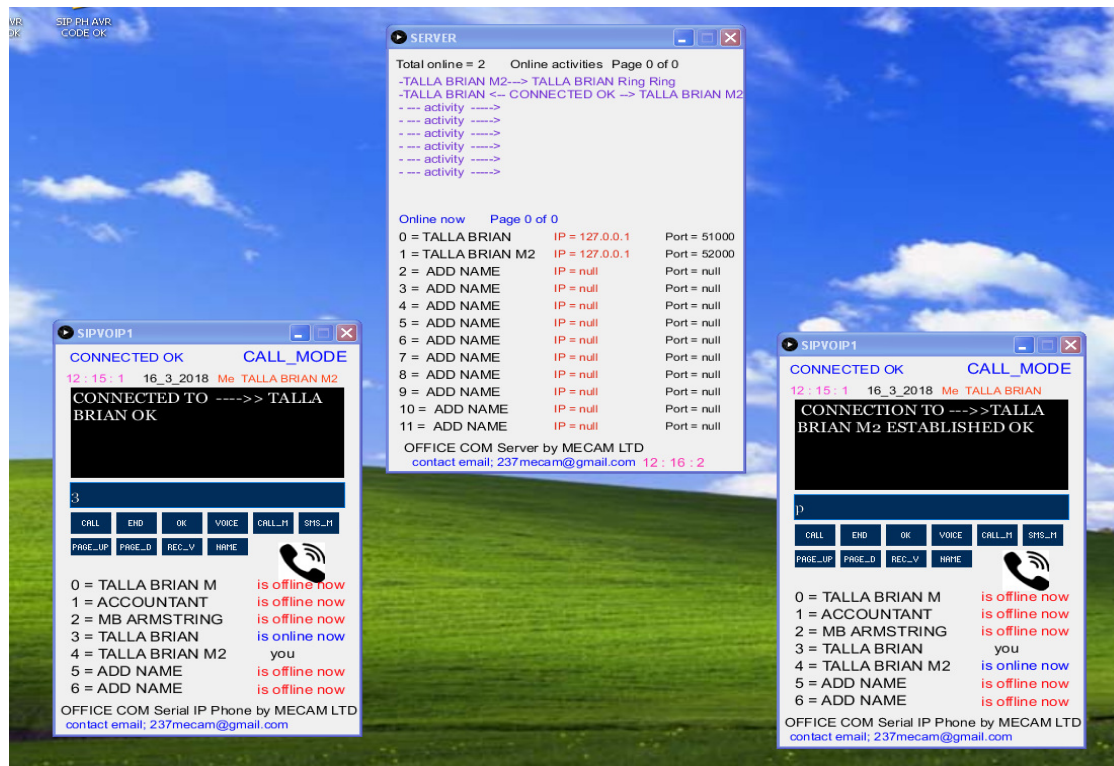 SIP PH AVR
CODE OK
SERVER
Total online = 2 Online activities Page 0 of 0
-TALLA BRIAN M2---> TALLA BRIAN Ring Ring
-TALLA BRIAN <-- CONNECTED OK --> TALLA BRIAN M2
- --- activity ----->
- --- activity ----->
- --- activity ----->
- --- activity ----->
- --- activity ----->
- --- activity ----->
Online now Page 0 of 0
0 = TALLA BRIAN IP = 127.0.0.1 Port = 51000
1 = TALLA BRIAN M2 IP = 127.0.0.1 Port = 52000
2 = ADD NAME IP = null Port = null
3 = ADD NAME IP = null Port = null
4 = ADD NAME IP = null Port = null
5 = ADD NAME IP = null Port = null
6 = ADD NAME IP = null Port = null
7 = ADD NAME IP = null Port = null
8 = ADD NAME IP = null Port = null
9 = ADD NAME IP = null Port = null
10 = ADD NAME IP = null Port = null
11 = ADD NAME IP = null Port = null
OFFICE COM Server by MECAM LTD
contact email; 237mecam@gmail.com 12 : 16 : 2
SIPVOIP1
CONNECTED OK CALL_MODE
12 : 15 : 1 16_3_2018 Me TALLA BRIAN M2
CONNECTED TO ---->> TALLA
BRIAN OK
3
CALL END OK VOICE CALL_M SMS_M
PAGE_UP PAGE_D REC_V NAME
0 = TALLA BRIAN M is offline now
1 = ACCOUNTANT is offline now
2 = MB ARMSTRING is offline now
3 = TALLA BRIAN is online now
4 = TALLA BRIAN M2 you
5 = ADD NAME is offline now
6 = ADD NAME is offline now
OFFICE COM Serial IP Phone by MECAM LTD
contact email; 237mecam@gmail.com
SIPVOIP1
CONNECTED OK CALL_MODE
12 : 15 : 1 16_3_2018 Me TALLA BRIAN
CONNECTION TO --->>TALLA
BRIAN M2 ESTABLISHED OK
p
CALL END OK VOICE CALL_M SMS_M
PAGE_UP PAGE_D REC_V NAME
0 = TALLA BRIAN M is offline now
1 = ACCOUNTANT is offline now
2 = MB ARMSTRING is offline now
3 = TALLA BRIAN you
4 = TALLA BRIAN M2 is online now
5 = ADD NAME is offline now
6 = ADD NAME is offline now
OFFICE COM Serial IP Phone by MECAM LTD
contact email; 237mecam@gmail.com